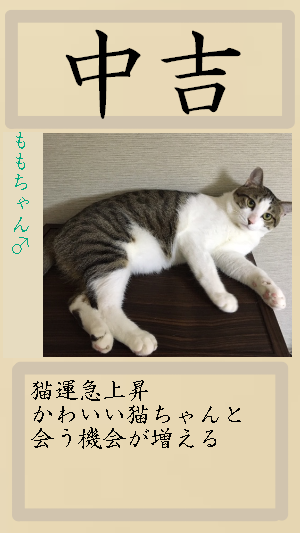 中吉
ももちゃん♂
猫運急上昇
かわいい猫ちゃんと
会う機会が増える